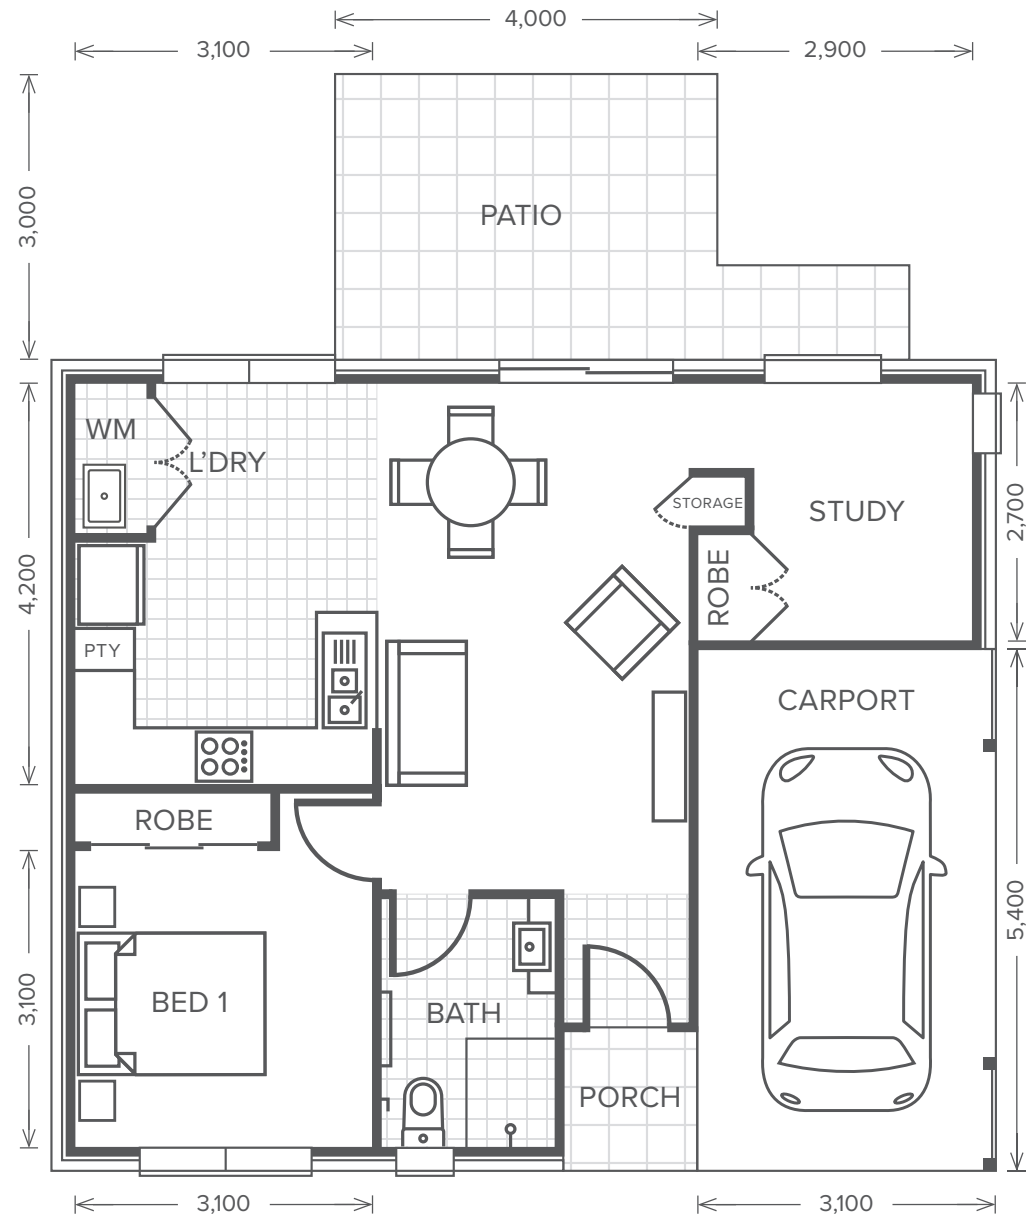 4,000
3,100
2,900
3,000
PATIO
WM
L'DRY
STORAGE
STUDY
2,700
ROBE
4,200
PTY
CARPORT
ROBE
5,400
3,100
BED 1
BATH
PORCH
3,100
3,100